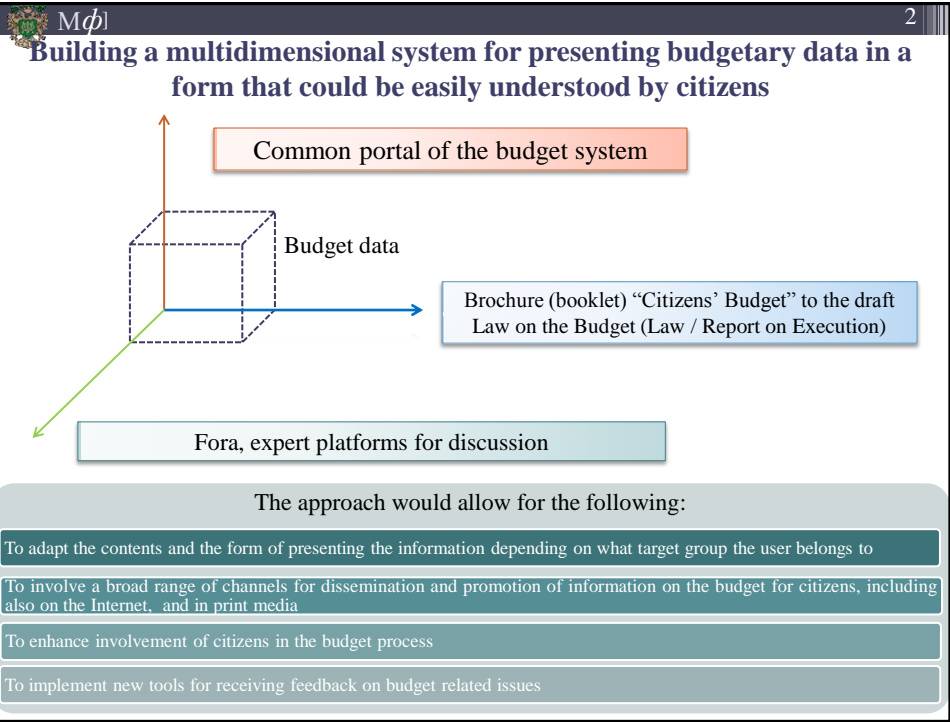 Мф]
2
Building a multidimensional system for presenting budgetary data in a
form that could be easily understood by citizens
Common portal of the budget system
Budget data
Brochure (booklet) “Citizens’ Budget” to the draft
Law on the Budget (Law / Report on Execution)
Fora, expert platforms for discussion
The approach would allow for the following:
To adapt the contents and the form of presenting the information depending on what target group the user belongs to
To involve a broad range of channels for dissemination and promotion of information on the budget for citizens, including
also on the Internet, and in print media
To enhance involvement of citizens in the budget process
To implement new tools for receiving feedback on budget related issues